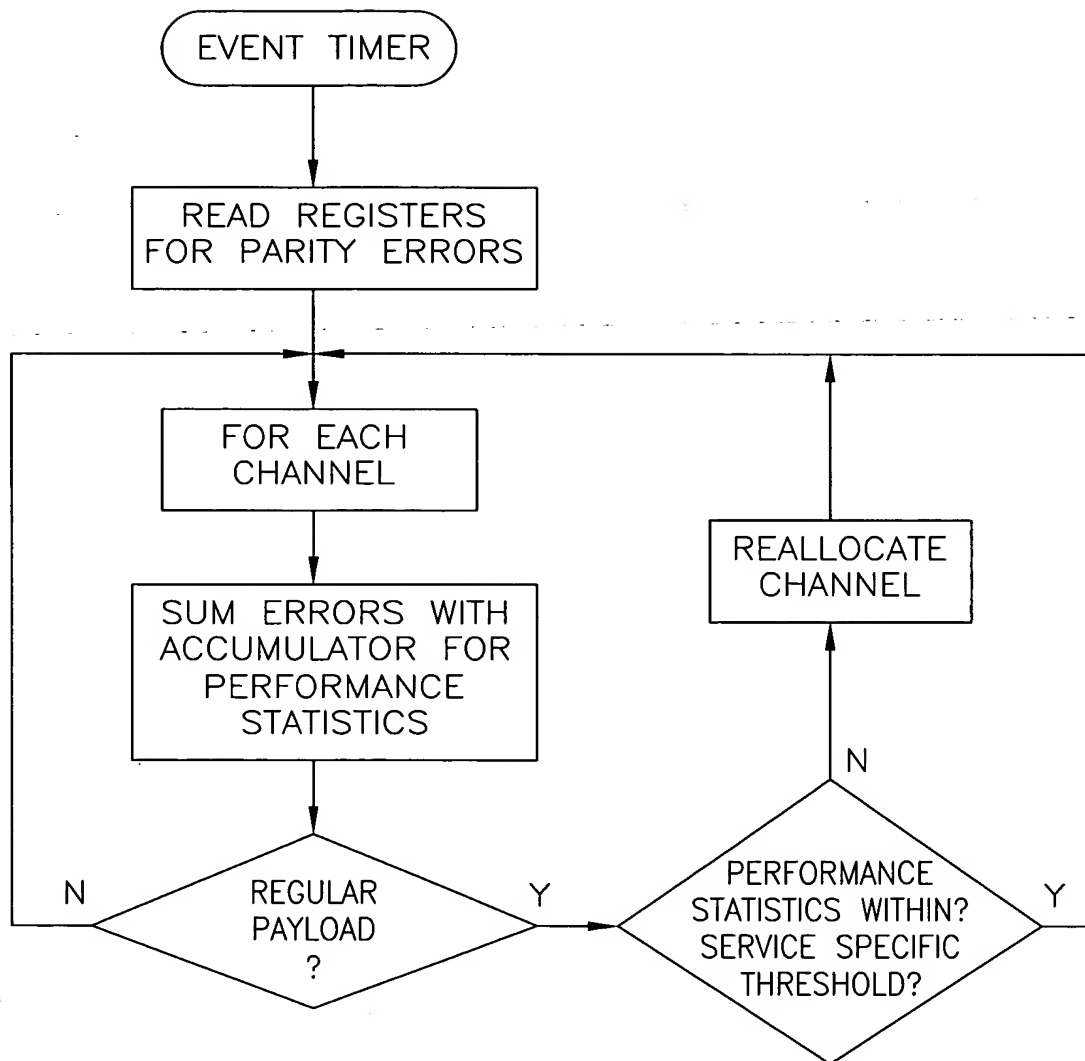 EVENT TIMER
READ REGISTERS
FOR PARITY ERRORS
FOR EACH
CHANNEL
SUM ERRORS WITH
ACCUMULATOR FOR
PERFORMANCE
STATISTICS
REGULAR
PAYLOAD
?
N
Y
REALLOCATE
CHANNEL
N
PERFORMANCE
STATISTICS WITHIN?
SERVICE SPECIFIC
THRESHOLD?
Y